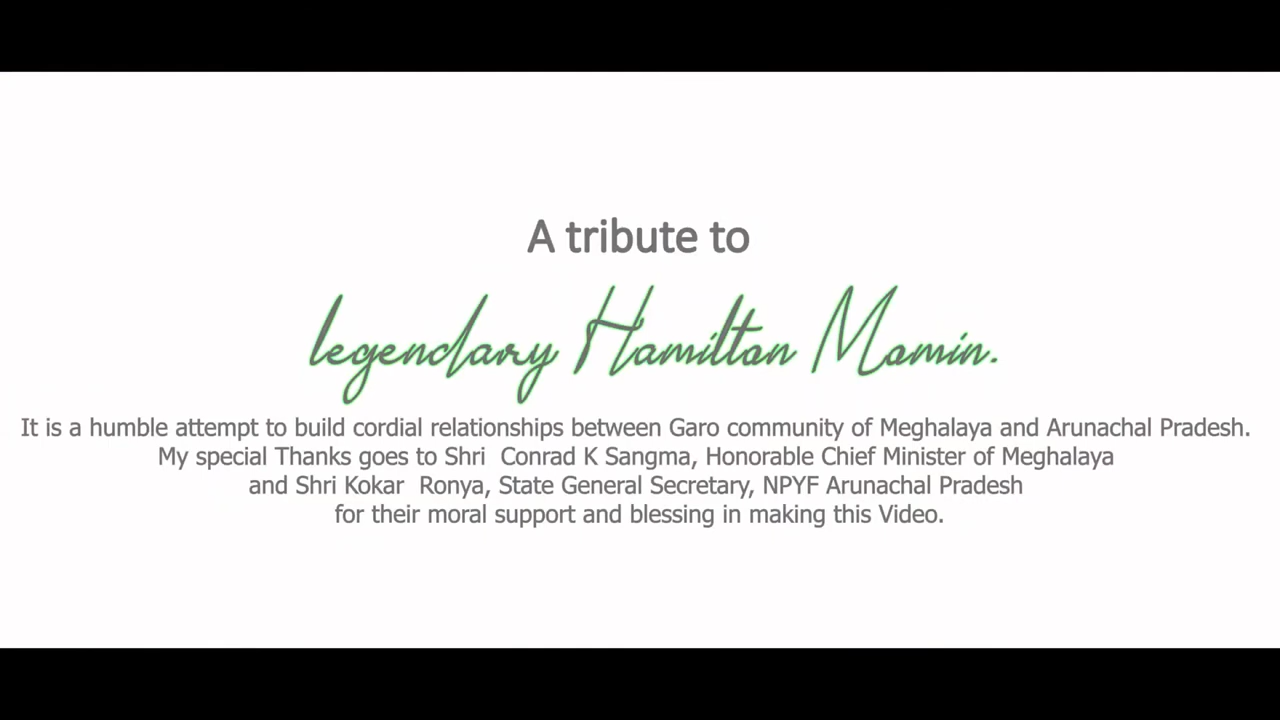 A tribute to
legendary Hamilton Momin.
It is a humble attempt to build cordial relationships between Garo community of Meghalaya and Arunachal Pradesh.
My special Thanks goes to Shri  Conrad K Sangma, Honorable Chief Minister of Meghalaya
and Shri Kokar  Ronya, State General Secretary, NPYF Arunachal Pradesh
for their moral support and blessing in making this Video.